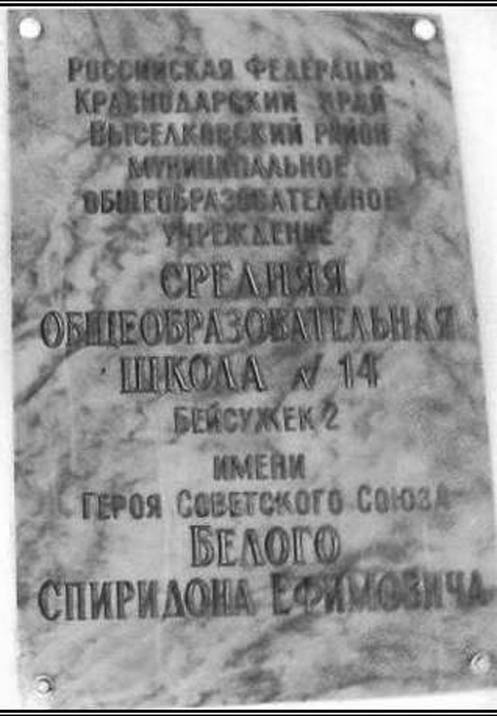 Российская Федерация
Краснодарский край
Выселковский район
муниципальное
общеобразовательное
учреждение
СРЕДНЯЯ
ОБЩЕОБРАЗОВАТЕЛЬНАЯ
ШКОЛА № 14
БЕЙСУЖЕК 2
ИМЕНИ
ГЕРОЯ СОВЕТСКОГО СОЮЗА
БЕЛОГО
СПИРИДОНА ЕФИМОВИЧА